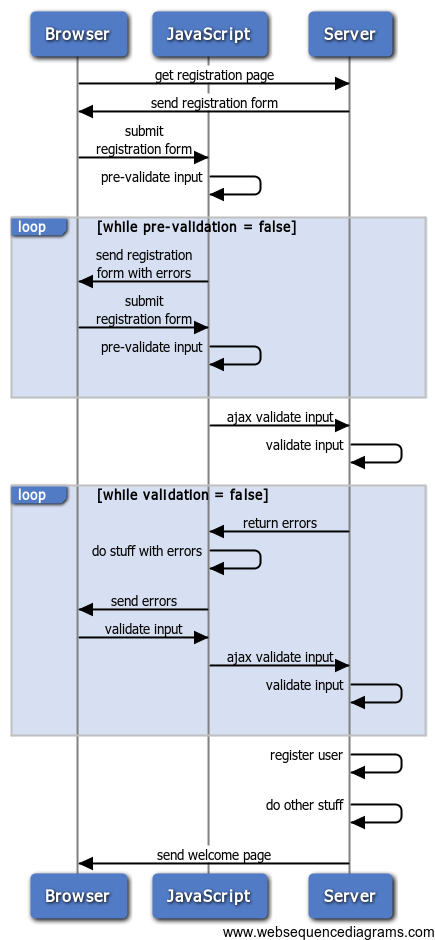 Browser JavaScript Server
get registration page
send registration form
submit
registration form
pre-validate input
loop [while pre-validation = false]
send registration
form with errors
submit
registration form
pre-validate input
ajax validate input
validate input
loop [while validation = false]
return errors
do stuff with errors
send errors
validate input
ajax validate input
validate input
register user
do other stuff
send welcome page
Browser JavaScript Server
www.websequencediagrams.com